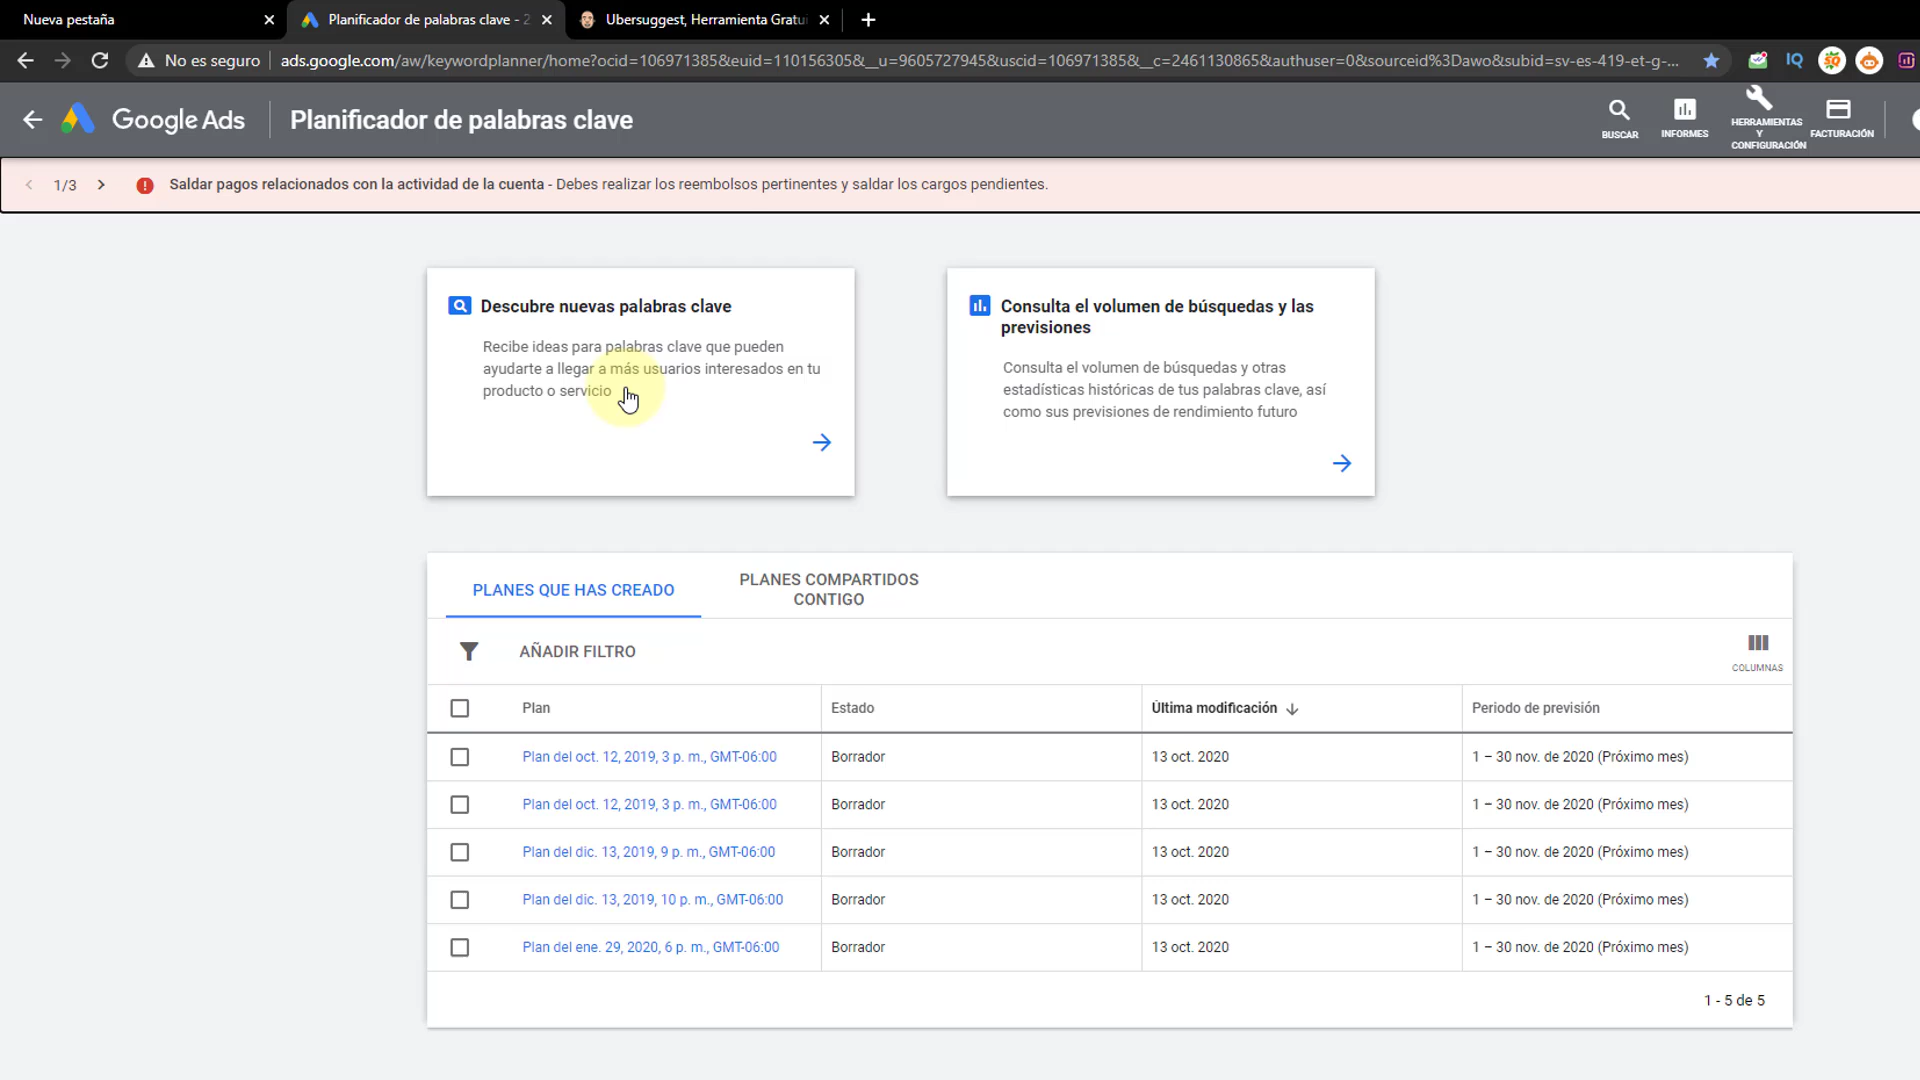 Nueva pestaña
Planificador de palabras clave - 2
Ubersuggest, Herramienta Gratui
No es seguro
ads.google.com/aw/keywordplanner/home?ocid=106971385&euid=110156305&__u=9605727945&uscid=106971385&__c=2461130865&authuser=0&sourceid%3Dawo&subid=sv-es-419-et-g-...
IQ
SQ
Google Ads
Planificador de palabras clave
BUSCAR
INFORMES
HERRAMIENTAS
Y
CONFIGURACIÓN
FACTURACIÓN
1/3
Saldar pagos relacionados con la actividad de la cuenta - Debes realizar los reembolsos pertinentes y saldar los cargos pendientes.
Descubre nuevas palabras clave
Recibe ideas para palabras clave que pueden
ayudarte a llegar a más usuarios interesados en tu
producto o servicio
Consulta el volumen de búsquedas y las
previsiones
Consulta el volumen de búsquedas y otras
estadísticas históricas de tus palabras clave, así
como sus previsiones de rendimiento futuro
PLANES QUE HAS CREADO
PLANES COMPARTIDOS
CONTIGO
AÑADIR FILTRO
COLUMNAS
Plan Estado Última modificación Periodo de previsión
Plan del oct. 12, 2019, 3 p. m., GMT-06:00 Borrador 13 oct. 2020 1 – 30 nov. de 2020 (Próximo mes)
Plan del oct. 12, 2019, 3 p. m., GMT-06:00 Borrador 13 oct. 2020 1 – 30 nov. de 2020 (Próximo mes)
Plan del dic. 13, 2019, 9 p. m., GMT-06:00 Borrador 13 oct. 2020 1 – 30 nov. de 2020 (Próximo mes)
Plan del dic. 13, 2019, 10 p. m., GMT-06:00 Borrador 13 oct. 2020 1 – 30 nov. de 2020 (Próximo mes)
Plan del ene. 29, 2020, 6 p. m., GMT-06:00 Borrador 13 oct. 2020 1 – 30 nov. de 2020 (Próximo mes)
1 - 5 de 5